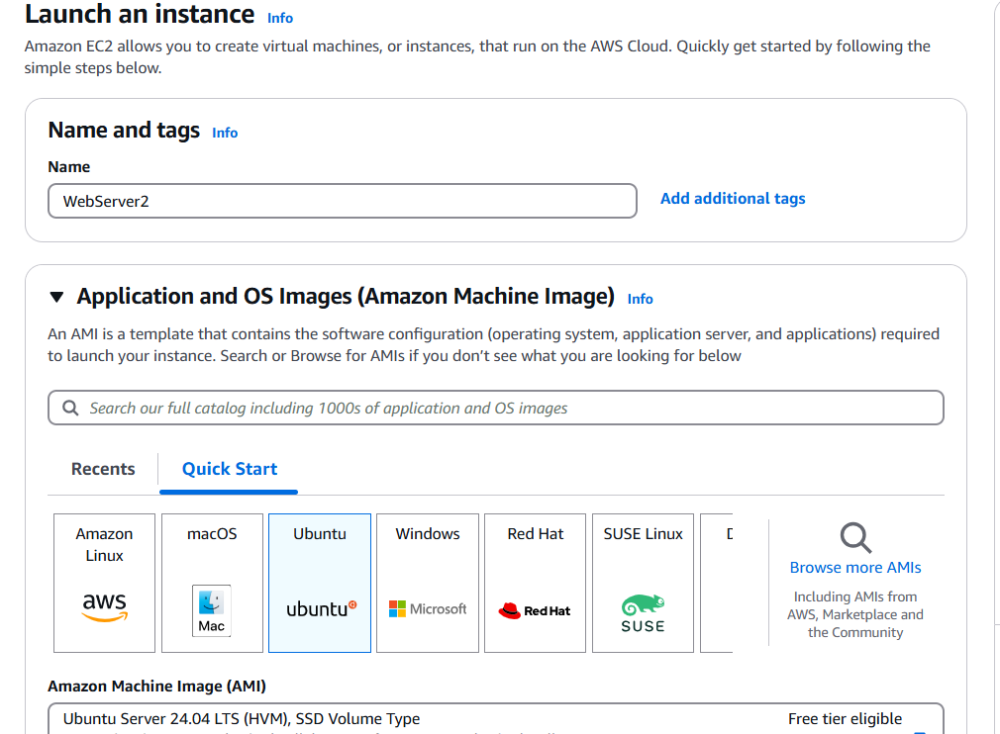 Launch an instance Info
Amazon EC2 allows you to create virtual machines, or instances, that run on the AWS Cloud. Quickly get started by following the
simple steps below.
Name and tags Info
Name
WebServer2
Add additional tags
Application and OS Images (Amazon Machine Image) Info
An AMI is a template that contains the software configuration (operating system, application server, and applications) required
to launch your instance. Search or Browse for AMIs if you don’t see what you are looking for below
Search our full catalog including 1000s of application and OS images
Recents
Quick Start
Amazon
Linux
aws
macOS
Mac
Ubuntu
ubuntu
Windows
Microsoft
Red Hat
Red Hat
SUSE Linux
SUSE
Browse more AMIs
Including AMIs from
AWS, Marketplace and
the Community
Amazon Machine Image (AMI)
Ubuntu Server 24.04 LTS (HVM), SSD Volume Type
Free tier eligible